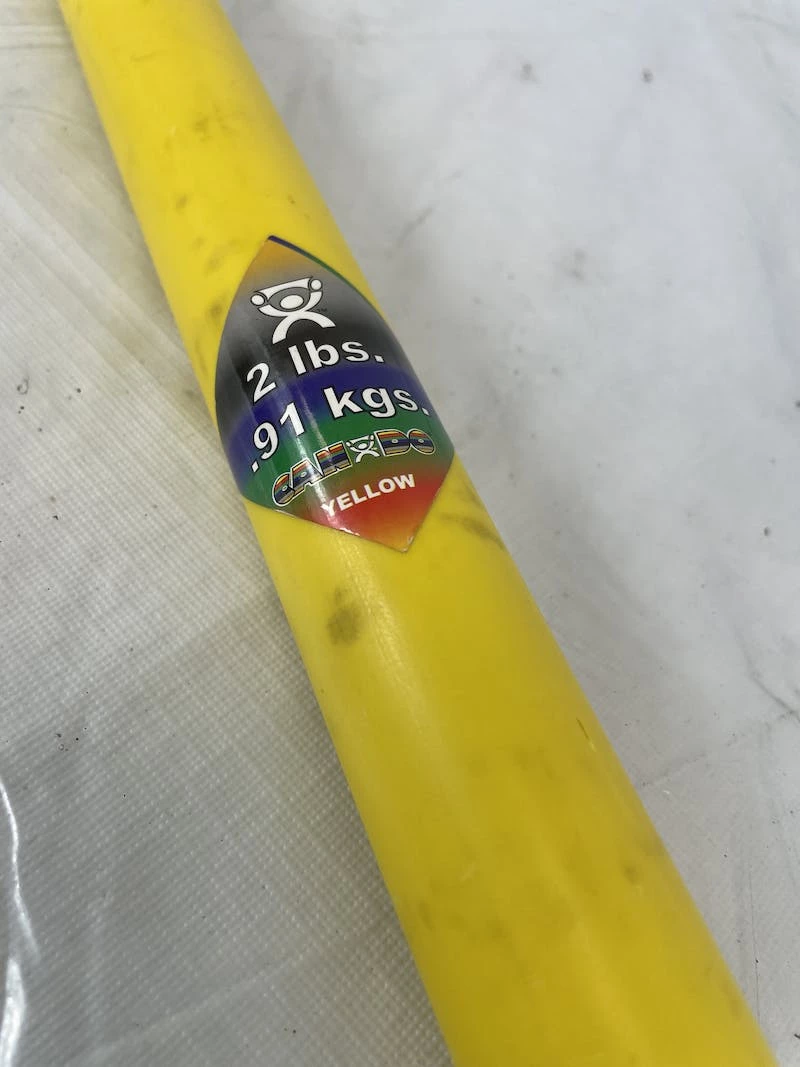 2 lbs.
.91 kgs.
CANDO
YELLOW